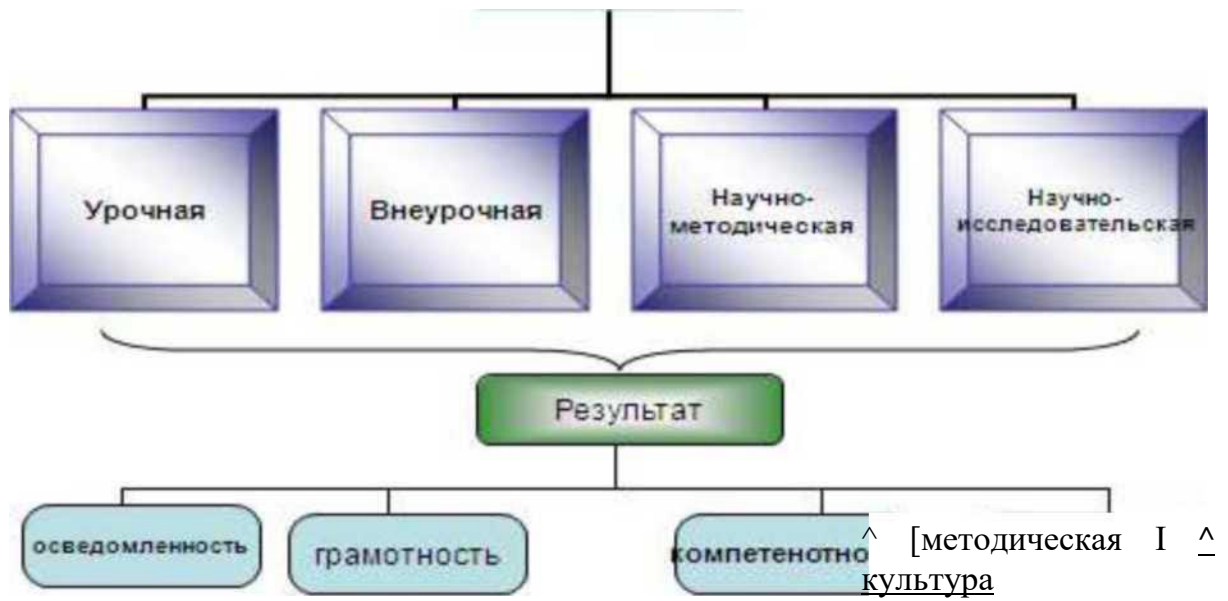 Урочная
Внеурочная
Научно-
методическая
Научно-
исследовательская
Результат
осведомленность
грамотность
компетенотно
^ [методическая I ^
культура